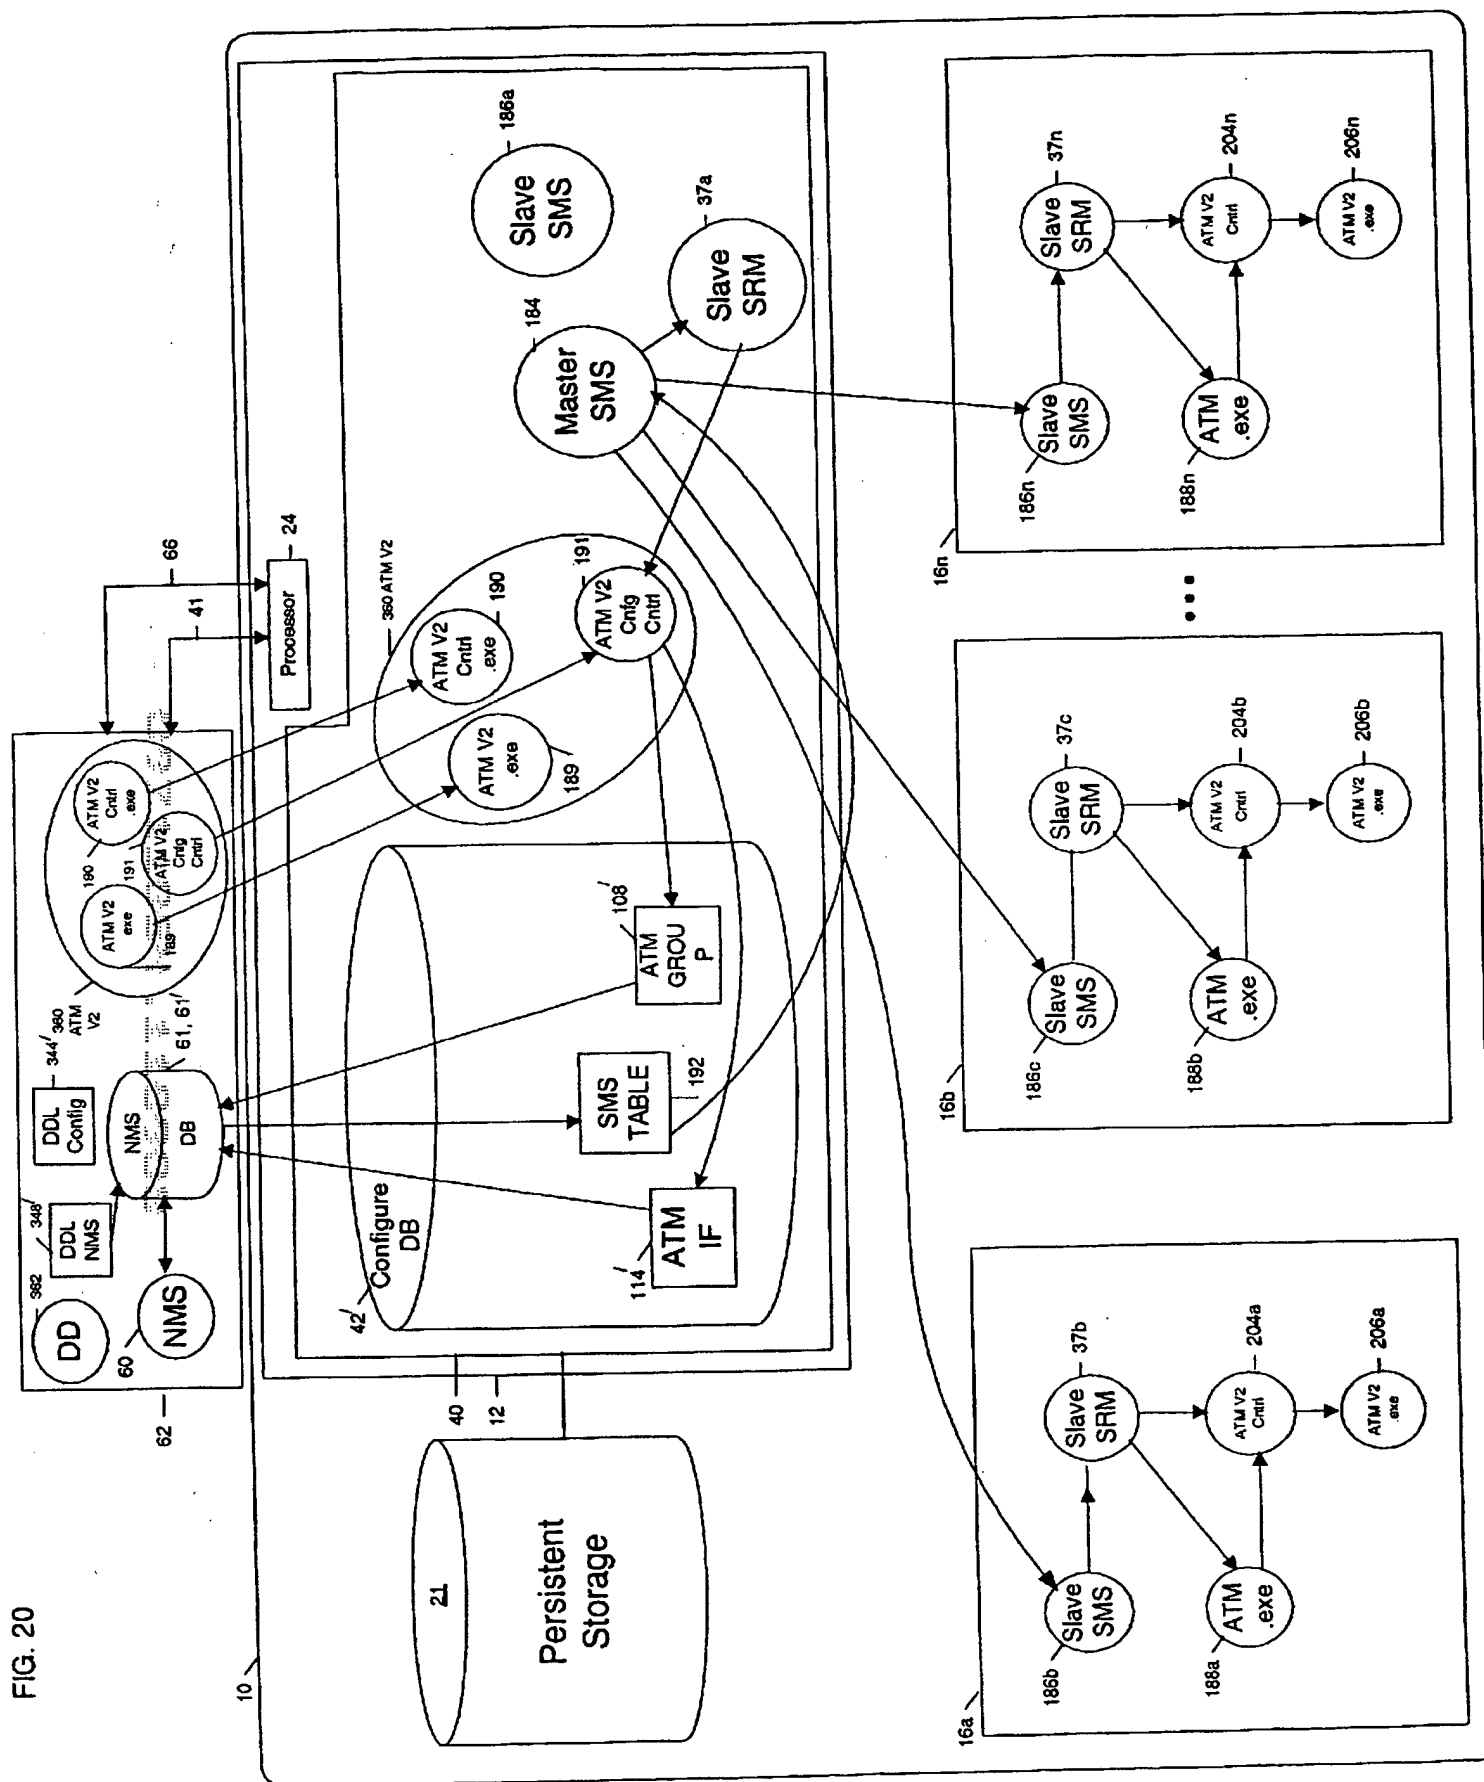 FIG. 20
62
60
NMS
DD
362
DDL
NMS
348'
DDL
Config
344'
NMS
DB
61, 61'
360
ATM
V2
ATM V2
exe
189
190
ATM V2
Cntrl
.exe
191
ATM V2
Cnfg
Cntrl
66
41
Processor
24
10
21
Persistent
Storage
40
12
42'
Configure
DB
114'
ATM
IF
SMS
TABLE
192
108'
ATM
GROU
P
360 ATM V2
ATM V2
.exe
189
ATM V2
Cntrl
.exe
190
ATM V2
Cnfg
Cntrl
191
Master
SMS
184
Slave
SMS
186a
Slave
SRM
37a
16a
186b
Slave
SMS
Slave
SRM
37b
188a
ATM
.exe
ATM V2
Cntrl
204a
ATM V2
.exe
206a
16b
186c
Slave
SMS
Slave
SRM
37c
188b
ATM
.exe
ATM V2
Cntrl
204b
ATM V2
.exe
206b
16n
186n
Slave
SMS
Slave
SRM
37n
188n
ATM
.exe
ATM V2
Cntrl
204n
ATM V2
.exe
206n